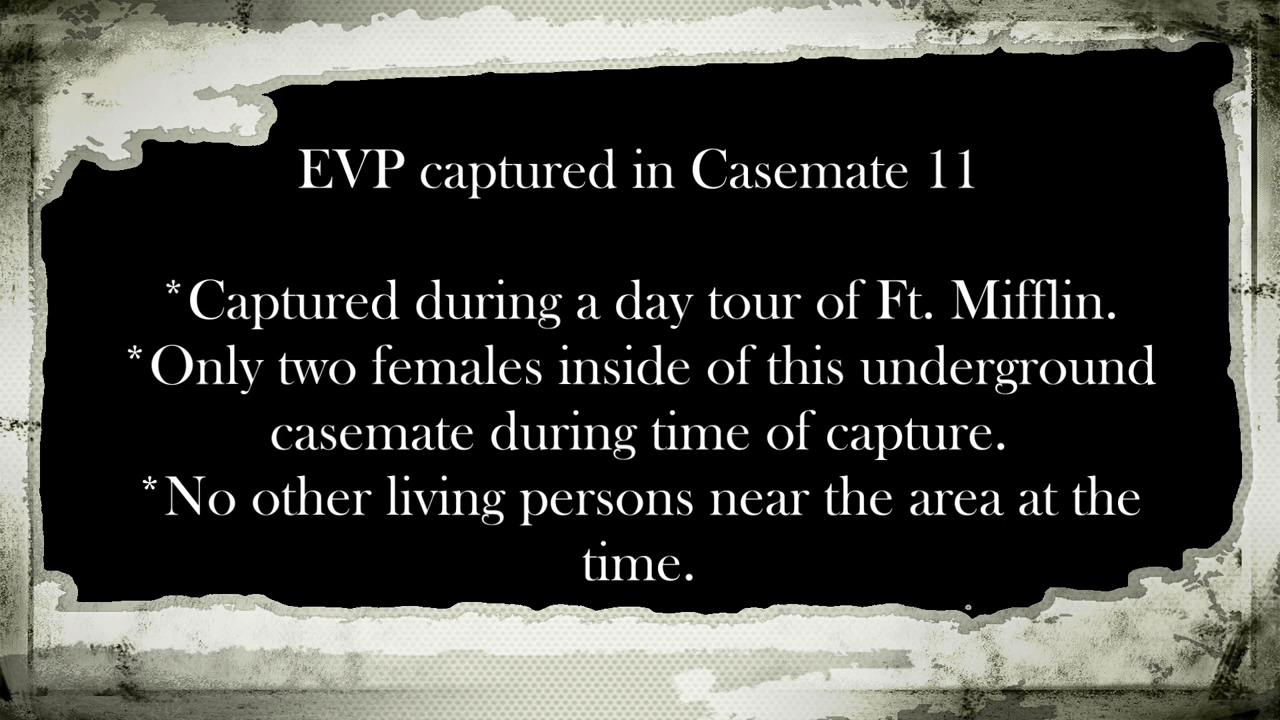 EVP captured in Casemate 11
*Captured during a day tour of Ft. Mifflin.
*Only two females inside of this underground
casemate during time of capture.
*No other living persons near the area at the
time.